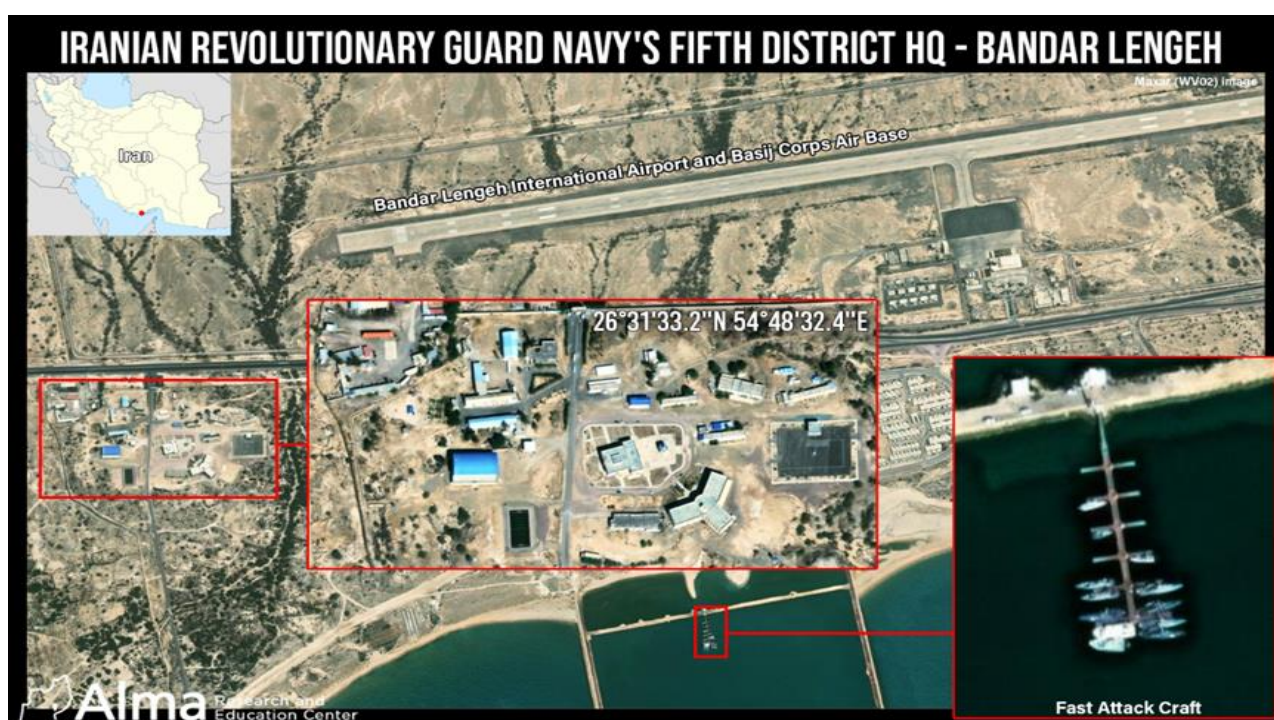 IRANIAN REVOLUTIONARY GUARD NAVY'S FIFTH DISTRICT HQ - BANDAR LENGEH
Maxar (WV02) image
Iran
Bandar Lengeh International Airport and Basij Corps Air Base
26°31'33.2"N 54°48'32.4"E
Fast Attack Craft
Alma Research and
Education Center